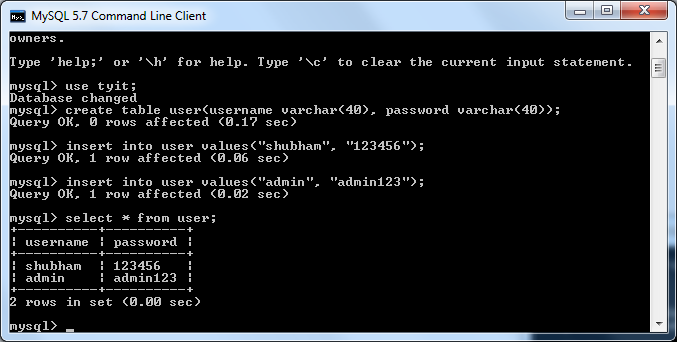 MySQL 5.7 Command Line Client
owners.
Type 'help;' or '\h' for help. Type '\c' to clear the current input statement.
mysql> use tyit;
Database changed
mysql> create table user(username varchar(40), password varchar(40));
Query OK, 0 rows affected (0.17 sec)
mysql> insert into user values("shubham", "123456");
Query OK, 1 row affected (0.06 sec)
mysql> insert into user values("admin", "admin123");
Query OK, 1 row affected (0.02 sec)
mysql> select * from user;
+----------+----------+
| username | password |
+----------+----------+
| shubham  | 123456   |
| admin    | admin123 |
+----------+----------+
2 rows in set (0.00 sec)
mysql> _